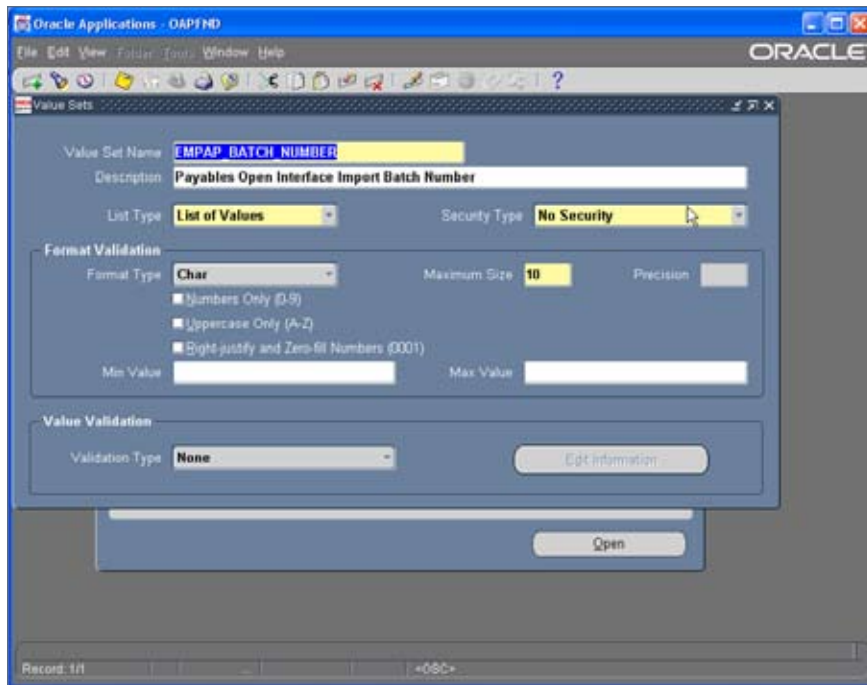 Oracle Applications - OAPFND
File Edit View Folder Tools Window Help
ORACLE
Value Sets
Value Set Name EMPAP_BATCH_NUMBER
Description Payables Open Interface Import Batch Number
List Type List of Values Security Type No Security
Format Validation
Format Type Char Maximum Size 10 Precision
Numbers Only (0-9)
Uppercase Only (A-Z)
Right-justify and Zero-fill Numbers (0001)
Min Value Max Value
Value Validation
Validation Type None Edit Information
Open
Record: 1/1 ... <OSC>